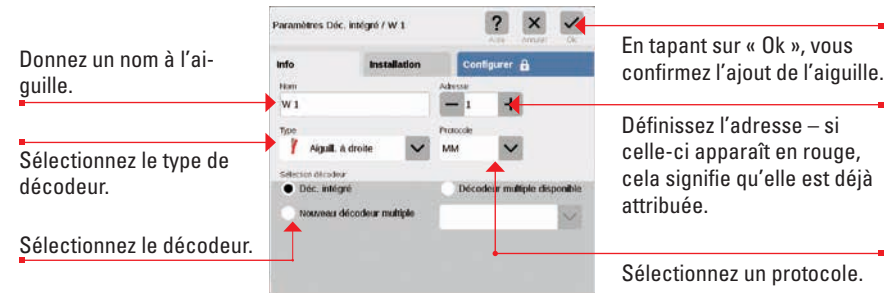 Donnez un nom à l'ai-
guille.
Sélectionnez le type de
décodeur.
Sélectionnez le décodeur.
Paramètres Déc. intégré / W 1
?
Aide
Annuler
Ok
Info
Installation
Configurer
Nom
W 1
Adresse
1
Type
Aiguill. à droite
Protocole
MM
Sélection décodeur
Déc. intégré
Décodeur multiple disponible
Nouveau décodeur multiple
En tapant sur « Ok », vous
confirmez l'ajout de l'aiguille.
Définissez l'adresse – si
celle-ci apparaît en rouge,
cela signifie qu'elle est déjà
attribuée.
Sélectionnez un protocole.